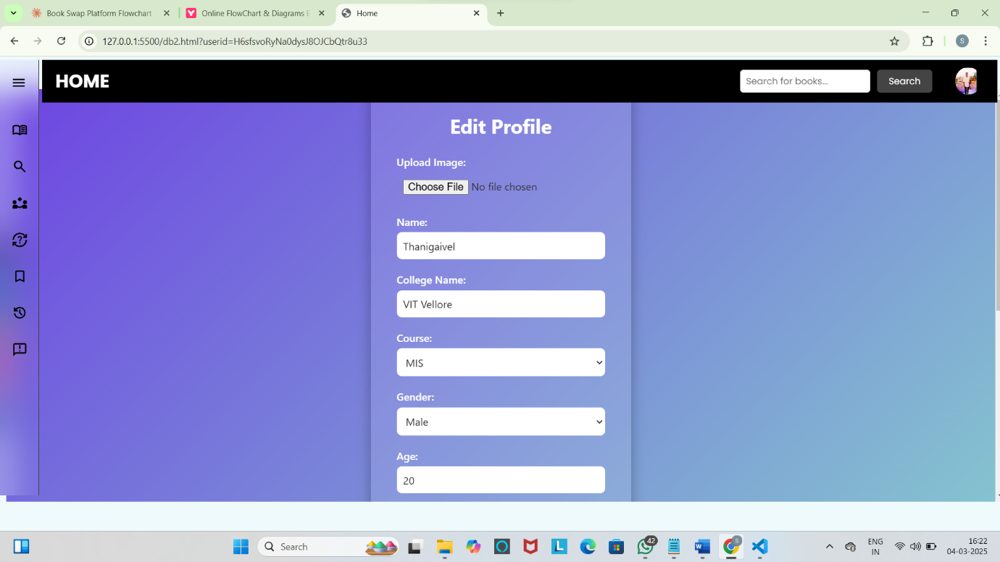 Book Swap Platform Flowchart
Online FlowChart & Diagrams E
Home
127.0.0.1:5500/db2.html?userid=H6sfsvoRyNa0dysJ8OJCbQtr8u33
S
HOME
Search for books...
Search
Edit Profile
Upload Image:
Choose File No file chosen
Name:
Thanigaivel
College Name:
VIT Vellore
Course:
MIS
Gender:
Male
Age:
20
Search
L
42
S
ENG
IN
16:22
04-03-2025